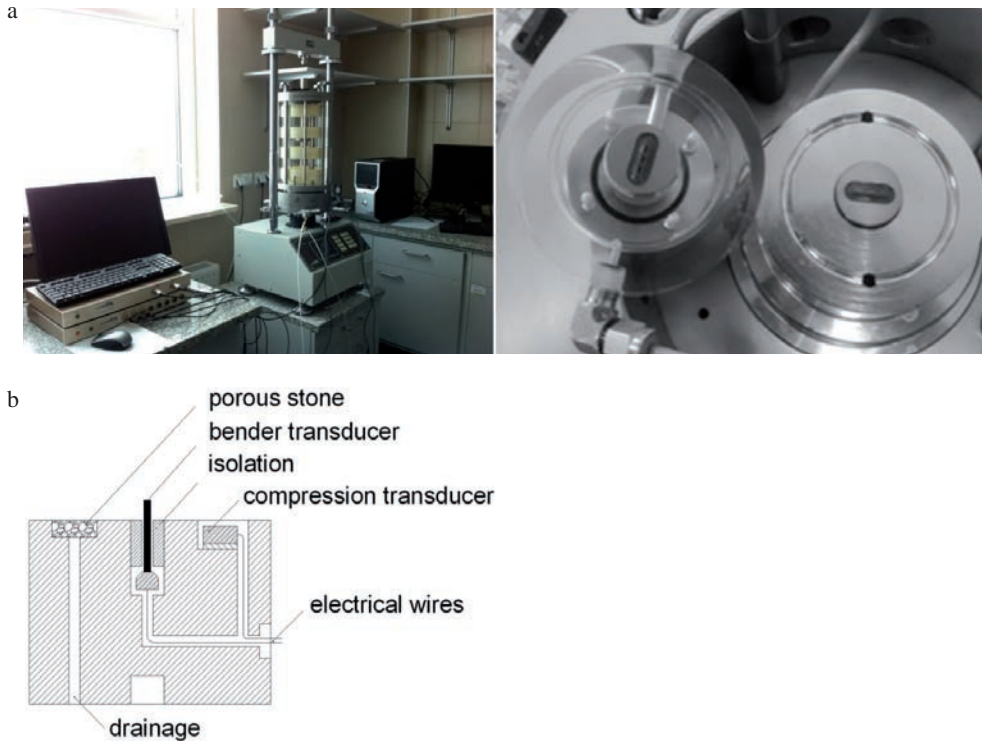 a
b
porous stone
bender transducer
isolation
compression transducer
electrical wires
drainage